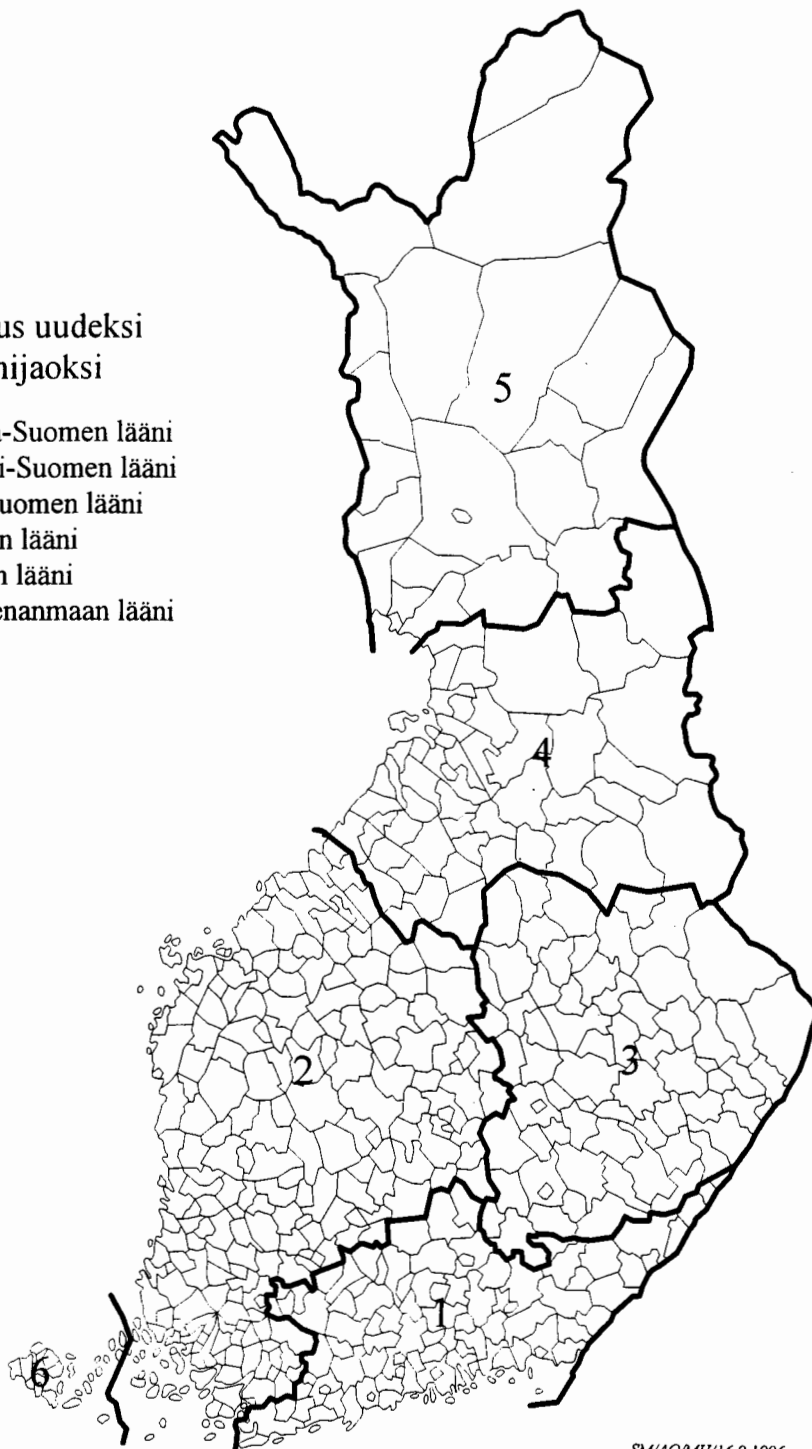 us uudeksi
nijaoksi
-Suomen lääni
i-Suomen lääni
uomen lääni
n lääni
n lääni
enanmaan lääni
5
4
2
3
1
6